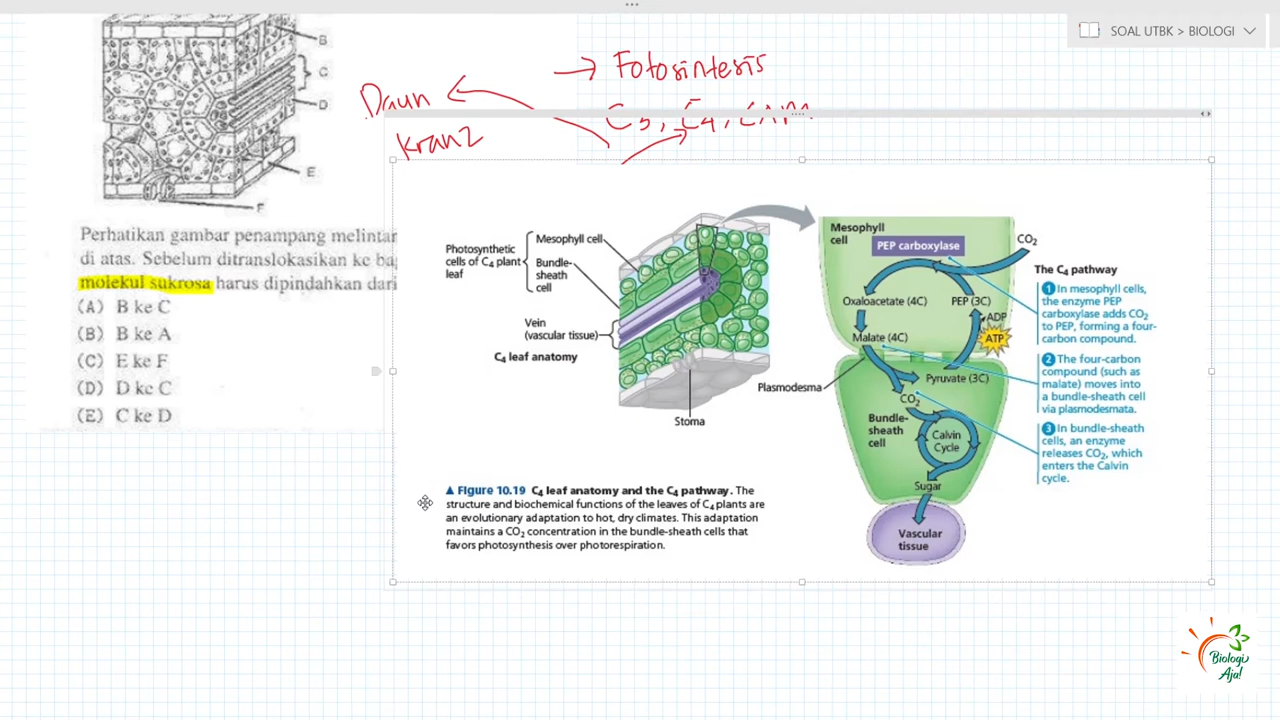 SOAL UTBK > BIOLOGI
B
C
D
E
F
→ Fotosintesis
C3, C4, CAM
Daun
kranz
Perhatikan gambar penampang melintan
di atas. Sebelum ditranslokasikan ke ba
molekul sukrosa harus dipindahkan dari
(A) B ke C
(B) B ke A
(C) E ke F
(D) D ke C
(E) C ke D
Photosynthetic
cells of C4 plant
leaf
Mesophyll cell
Bundle-
sheath
cell
Vein
(vascular tissue)
C4 leaf anatomy
Stoma
Mesophyll
cell
PEP carboxylase
CO2
Oxaloacetate (4C)
PEP (3C)
ADP
Malate (4C)
ATP
Plasmodesma
Pyruvate (3C)
CO2
Bundle-
sheath
cell
Calvin
Cycle
Sugar
Vascular
tissue
The C4 pathway
1 In mesophyll cells,
the enzyme PEP
carboxylase adds CO2
to PEP, forming a four-
carbon compound.
2 The four-carbon
compound (such as
malate) moves into
a bundle-sheath cell
via plasmodesmata.
3 In bundle-sheath
cells, an enzyme
releases CO2, which
enters the Calvin
cycle.
▲ Figure 10.19 C4 leaf anatomy and the C4 pathway. The
structure and biochemical functions of the leaves of C4 plants are
an evolutionary adaptation to hot, dry climates. This adaptation
maintains a CO2 concentration in the bundle-sheath cells that
favors photosynthesis over photorespiration.
Biologi
Aja!